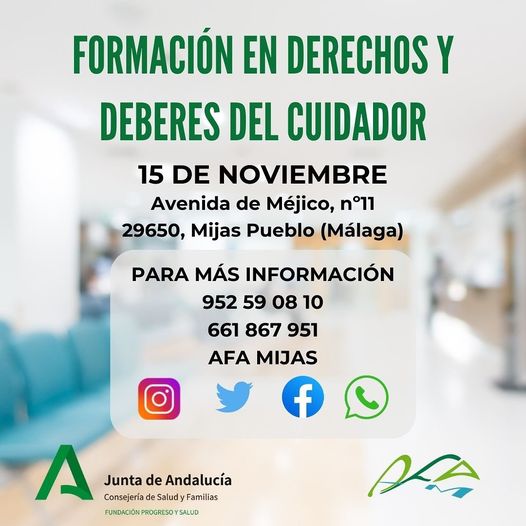 FORMACIÓN EN DERECHOS Y
DEBERES DEL CUIDADOR
15 DE NOVIEMBRE
Avenida de Méjico, nº11
29650, Mijas Pueblo (Málaga)
PARA MÁS INFORMACIÓN
952 59 08 10
661 867 951
AFA MIJAS
Junta de Andalucía
Consejería de Salud y Familias
FUNDACIÓN PROGRESO Y SALUD
AFA
M